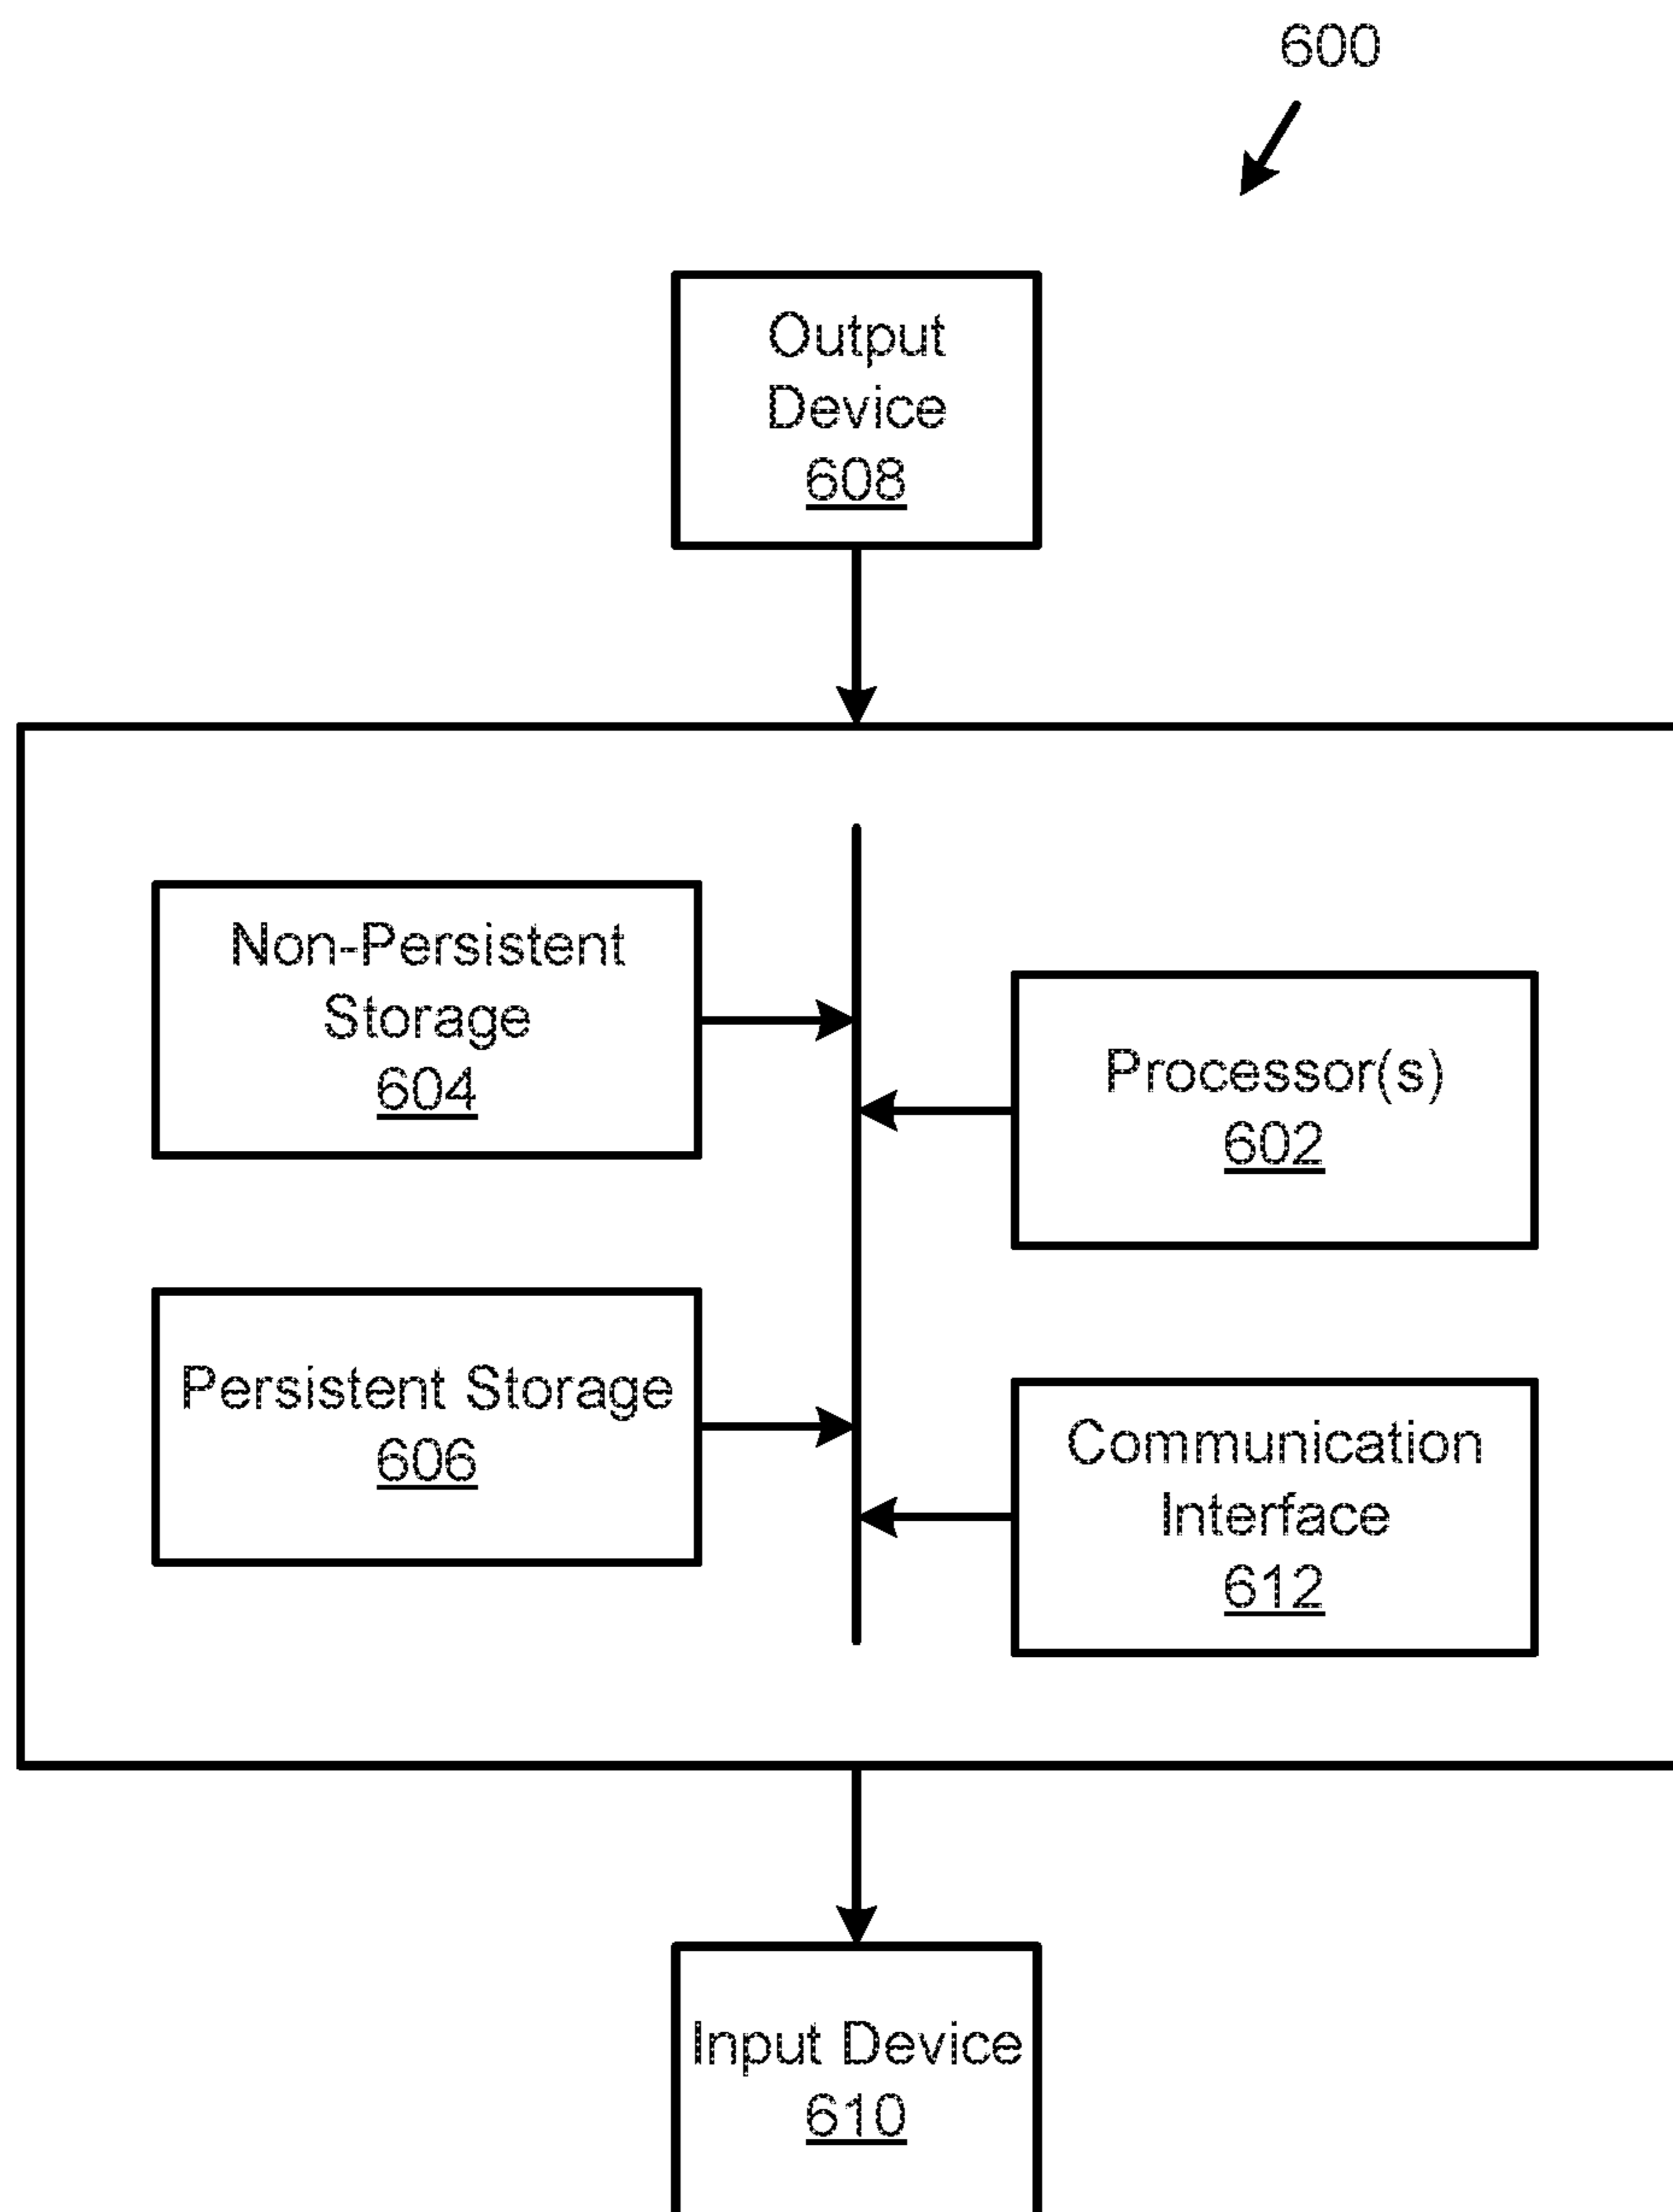 600
Output
Device
608
Non-Persistent
Storage
604
Processor(s)
602
Persistent Storage
606
Communication
Interface
612
Input Device
610